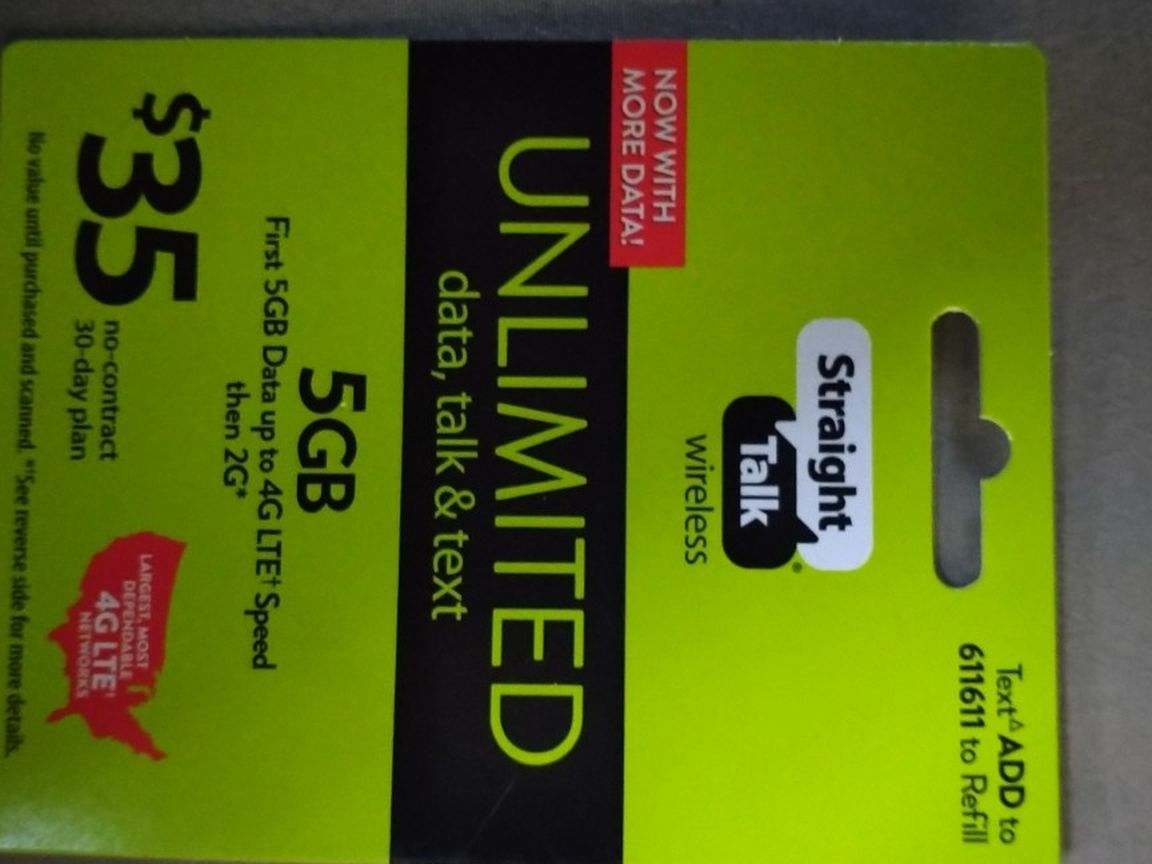 Text△ ADD to
611611 to Refill
Straight
Talk®
wireless
NOW WITH
MORE DATA!
UNLIMITED
data, talk & text
5GB
First 5GB Data up to 4G LTE† Speed
then 2G*
$35
no-contract
30-day plan
LARGEST, MOST
DEPENDABLE
4G LTE†
NETWORKS
No value until purchased and scanned. *†See reverse side for more details.